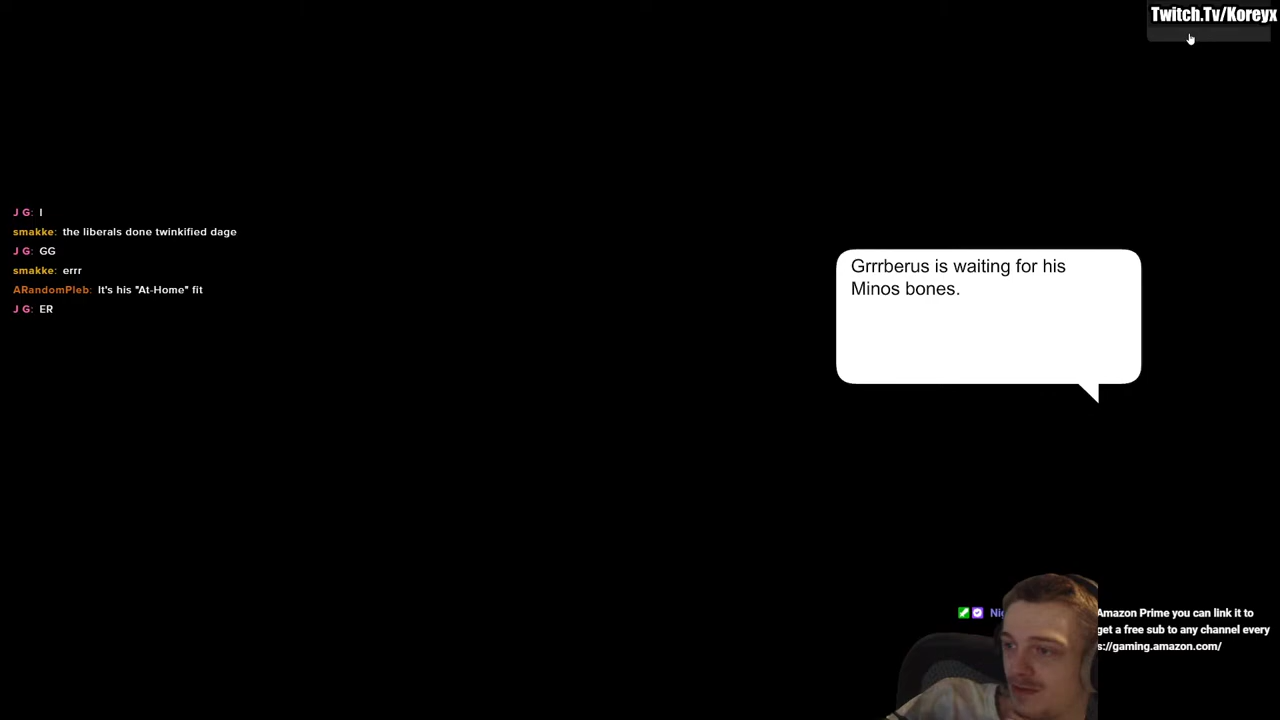 Twitch.Tv/Koreyx
J G: I
smakke: the liberals done twinkified dage
J G: GG
smakke: errr
ARandomPleb: It's his "At-Home" fit
J G: ER
Grrrberus is waiting for his
Minos bones.
Amazon Prime you can link it to
get a free sub to any channel every
s://gaming.amazon.com/